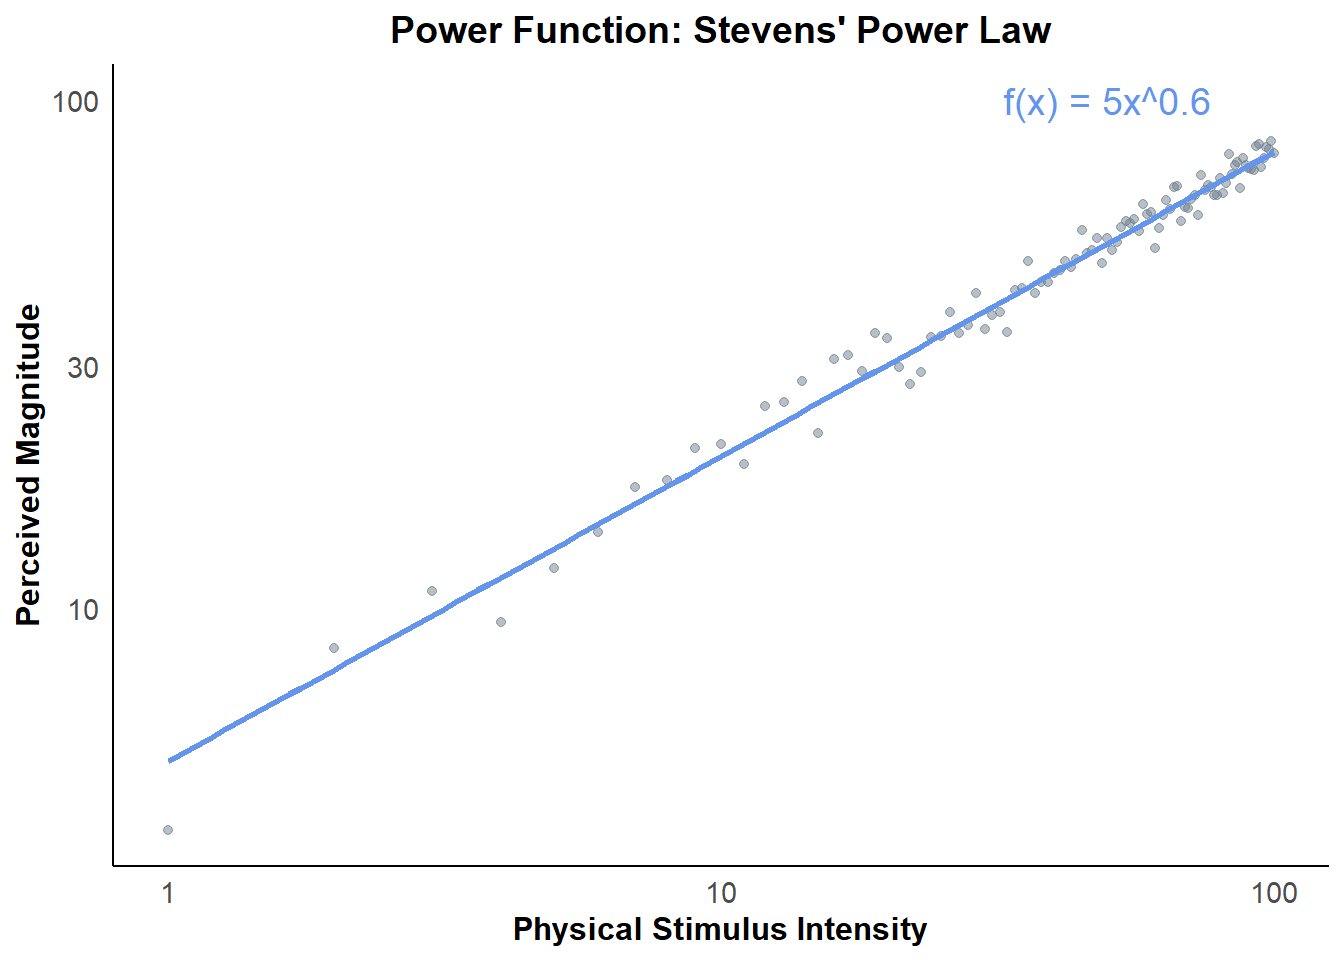 Power Function: Stevens' Power Law
f(x) = 5x^0.6
100
30
10
Perceived Magnitude
1
10
100
Physical Stimulus Intensity